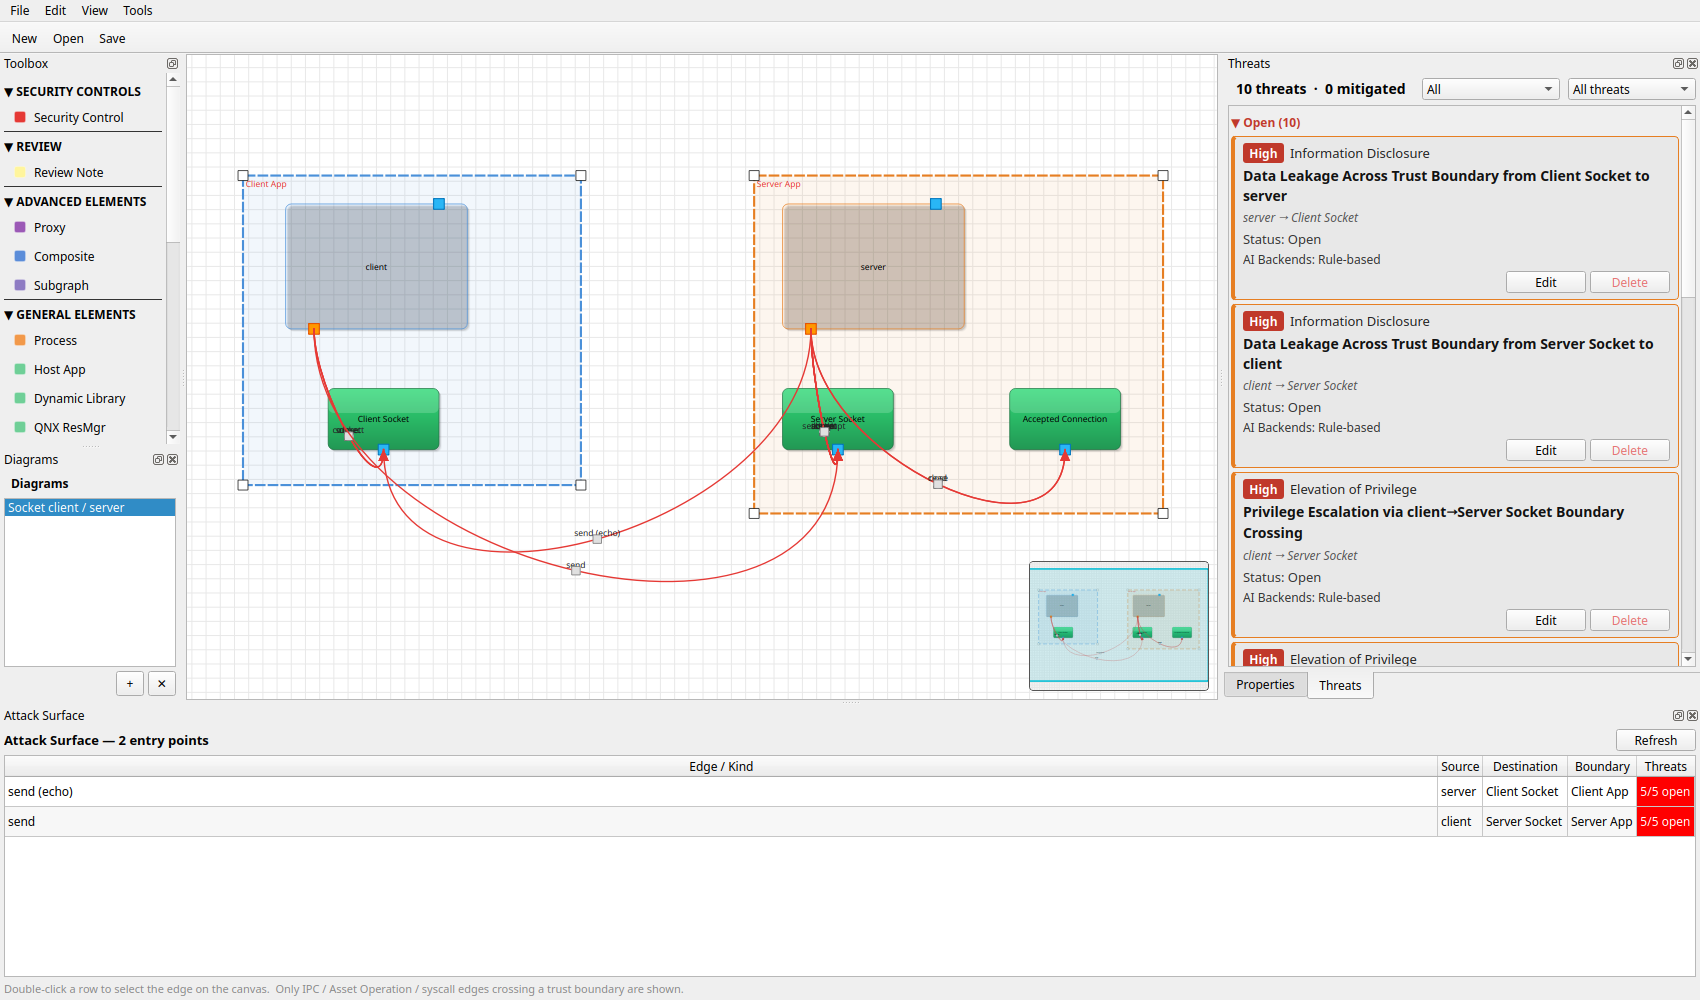 File Edit View Tools
New Open Save
Toolbox
▼ SECURITY CONTROLS
Security Control
▼ REVIEW
Review Note
▼ ADVANCED ELEMENTS
Proxy
Composite
Subgraph
▼ GENERAL ELEMENTS
Process
Host App
Dynamic Library
QNX ResMgr
Diagrams
Diagrams
Socket client / server
+ ✕
Client App
client
Client Socket
Server App
server
Server Socket
Accepted Connection
send (echo)
send
Threats
10 threats · 0 mitigated All All threats
▼ Open (10)
High Information Disclosure
Data Leakage Across Trust Boundary from Client Socket to
server
server → Client Socket
Status: Open
AI Backends: Rule-based
Edit Delete
High Information Disclosure
Data Leakage Across Trust Boundary from Server Socket to
client
client → Server Socket
Status: Open
AI Backends: Rule-based
Edit Delete
High Elevation of Privilege
Privilege Escalation via client→Server Socket Boundary
Crossing
client → Server Socket
Status: Open
AI Backends: Rule-based
Edit Delete
High Elevation of Privilege
Properties Threats
Attack Surface
Attack Surface — 2 entry points Refresh
Edge / Kind Source Destination Boundary Threats
send (echo) server Client Socket Client App 5/5 open
send client Server Socket Server App 5/5 open
Double-click a row to select the edge on the canvas. Only IPC / Asset Operation / syscall edges crossing a trust boundary are shown.